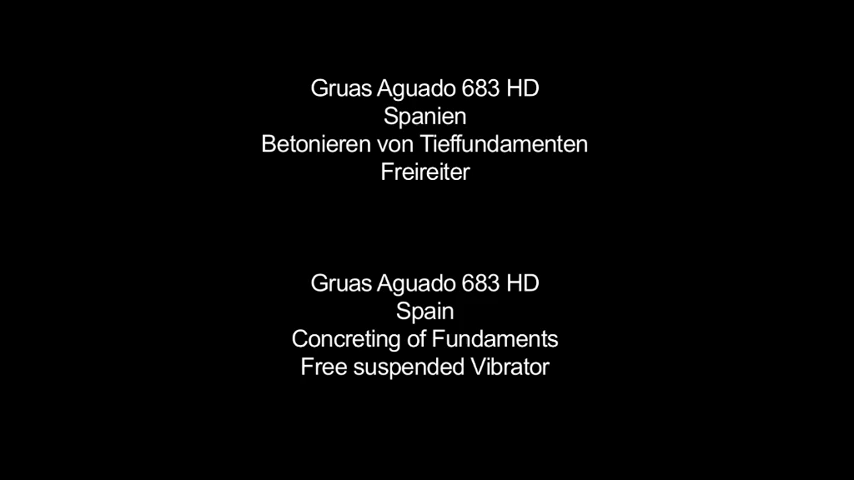 Gruas Aguado 683 HD
Spanien
Betonieren von Tieffundamenten
Freireiter
Gruas Aguado 683 HD
Spain
Concreting of Fundaments
Free suspended Vibrator